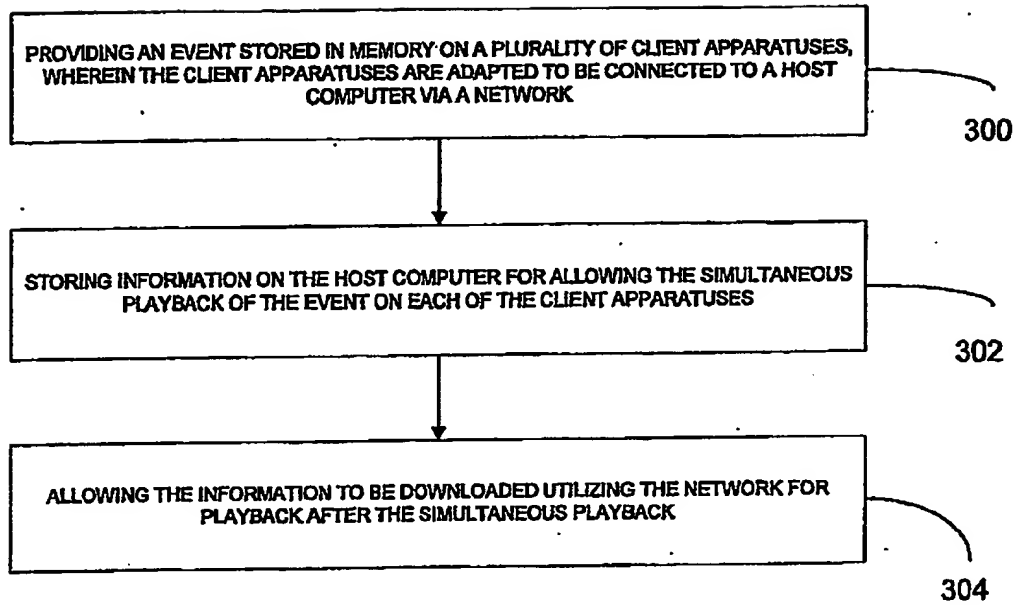 PROVIDING AN EVENT STORED IN MEMORY ON A PLURALITY OF CLIENT APPARATUSES,
WHEREIN THE CLIENT APPARATUSES ARE ADAPTED TO BE CONNECTED TO A HOST
COMPUTER VIA A NETWORK
300
STORING INFORMATION ON THE HOST COMPUTER FOR ALLOWING THE SIMULTANEOUS
PLAYBACK OF THE EVENT ON EACH OF THE CLIENT APPARATUSES
302
ALLOWING THE INFORMATION TO BE DOWNLOADED UTILIZING THE NETWORK FOR
PLAYBACK AFTER THE SIMULTANEOUS PLAYBACK
304